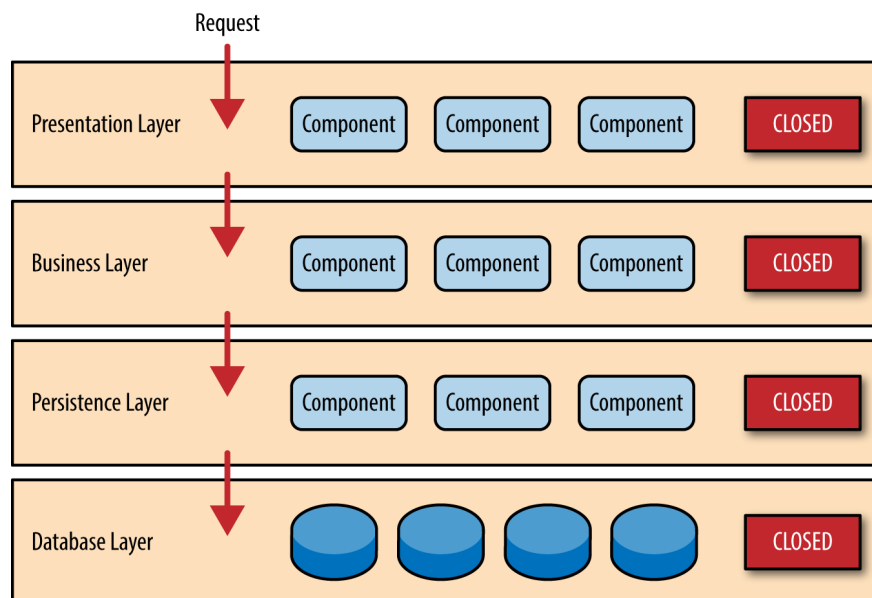 Request
Presentation Layer Component Component Component CLOSED
Business Layer Component Component Component CLOSED
Persistence Layer Component Component Component CLOSED
Database Layer CLOSED